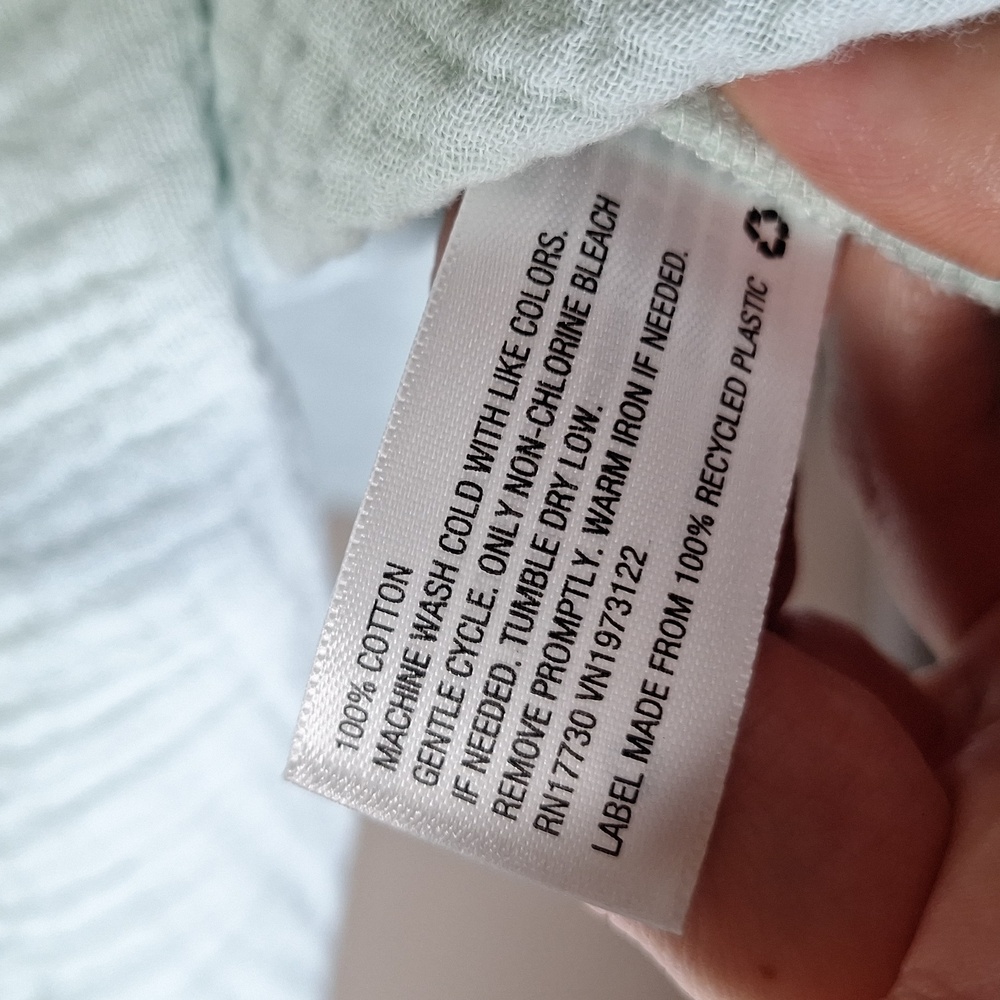 100% COTTON
MACHINE WASH COLD WITH LIKE COLORS.
GENTLE CYCLE. ONLY NON-CHLORINE BLEACH
IF NEEDED. TUMBLE DRY LOW.
REMOVE PROMPTLY. WARM IRON IF NEEDED.
RN17730 VN1973122
LABEL MADE FROM 100% RECYCLED PLASTIC